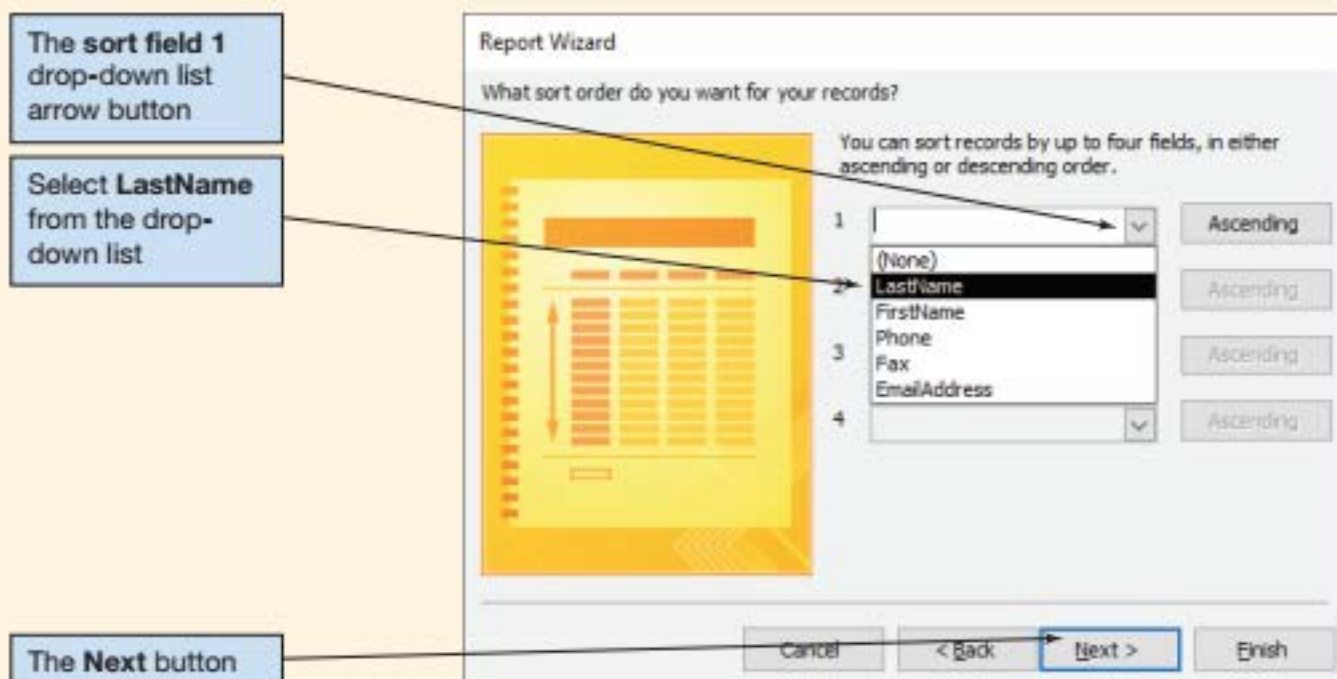 The sort field 1
drop-down list
arrow button
Select LastName
from the drop-
down list
The Next button
Report Wizard
What sort order do you want for your records?
You can sort records by up to four fields, in either
ascending or descending order.
1 Ascending
(None)
2 LastName Ascending
FirstName
Phone
3 Fax Ascending
EmailAddress
4 Ascending
Cancel < Back Next > Finish